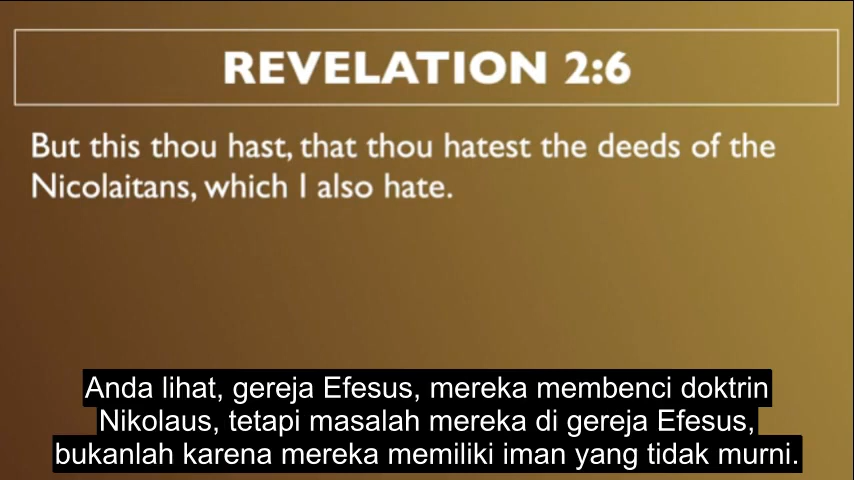 REVELATION 2:6
But this thou hast, that thou hatest the deeds of the
Nicolaitans, which I also hate.
Anda lihat, gereja Efesus, mereka membenci doktrin
Nikolaus, tetapi masalah mereka di gereja Efesus,
bukanlah karena mereka memiliki iman yang tidak murni.